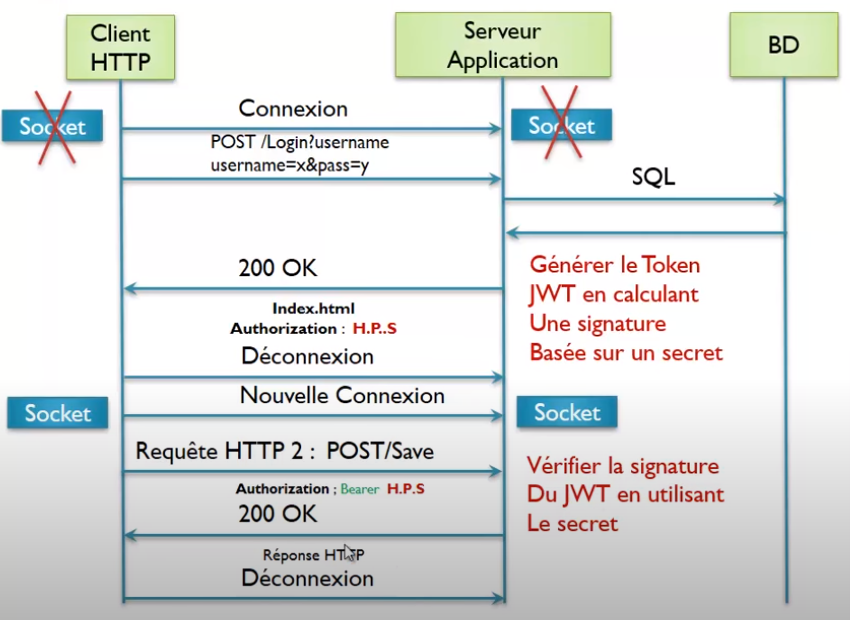 Client
HTTP
Serveur
Application
BD
Socket
Connexion
Socket
POST /Login?username
username=x&pass=y
SQL
200 OK
Générer le Token
JWT en calculant
Une signature
Basée sur un secret
Index.html
Authorization : H.P..S
Déconnexion
Nouvelle Connexion
Socket
Socket
Requête HTTP 2 : POST/Save
Vérifier la signature
Du JWT en utilisant
Le secret
Authorization ; Bearer H.P.S
200 OK
Réponse HTTP
Déconnexion